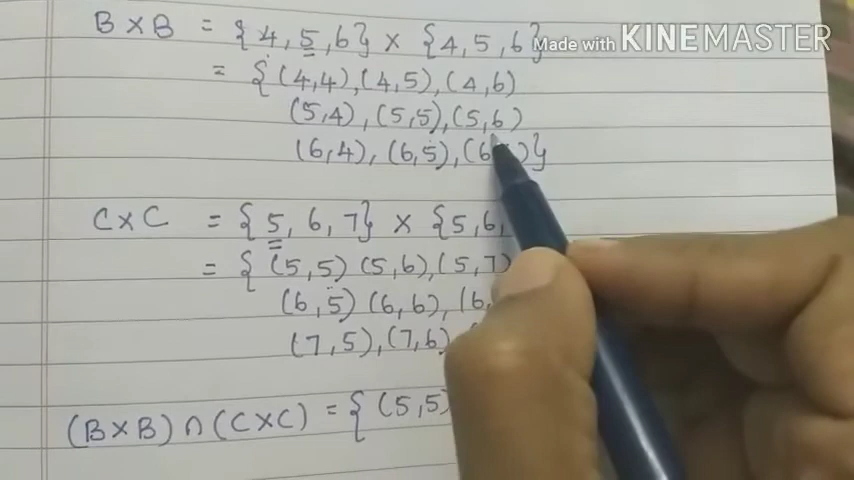 B × B = {4, 5, 6} × {4, 5, 6}
Made with KINEMASTER
= {(4,4), (4,5), (4,6)
(5,4), (5,5), (5,6)
(6,4), (6,5), (6 )}
C × C = {5, 6, 7} × {5, 6,
= { (5,5) (5,6), (5,7)
(6,5) (6,6), (6,
(7,5), (7,6),
(B × B) ∩ (C × C) = { (5,5)